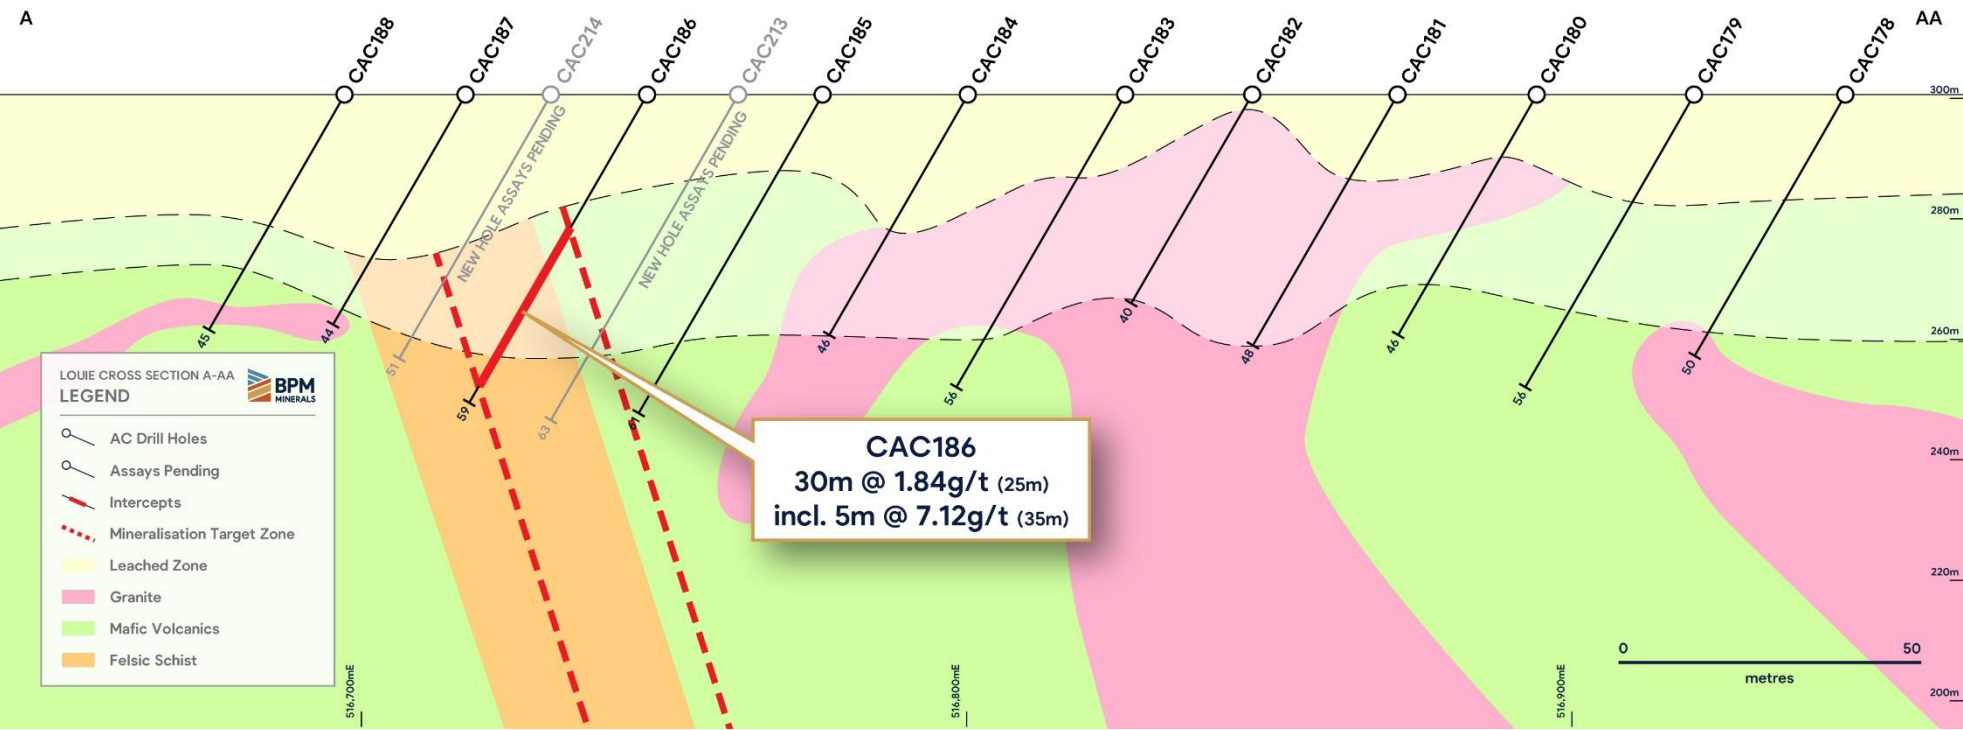 A
CAC188
CAC187
CAC214
CAC186
CAC213
CAC185
CAC184
CAC183
CAC182
CAC181
CAC180
CAC179
CAC178
AA
300m
280m
260m
240m
220m
200m
NEW HOLE ASSAYS PENDING
NEW HOLE ASSAYS PENDING
45
44
51
59
63
46
56
40
48
46
56
50
CAC186
30m @ 1.84g/t (25m)
incl. 5m @ 7.12g/t (35m)
LOUIE CROSS SECTION A-AA
LEGEND
BPM
MINERALS
AC Drill Holes
Assays Pending
Intercepts
Mineralisation Target Zone
Leached Zone
Granite
Mafic Volcanics
Felsic Schist
516,700mE
516,800mE
516,900mE
0 50
metres